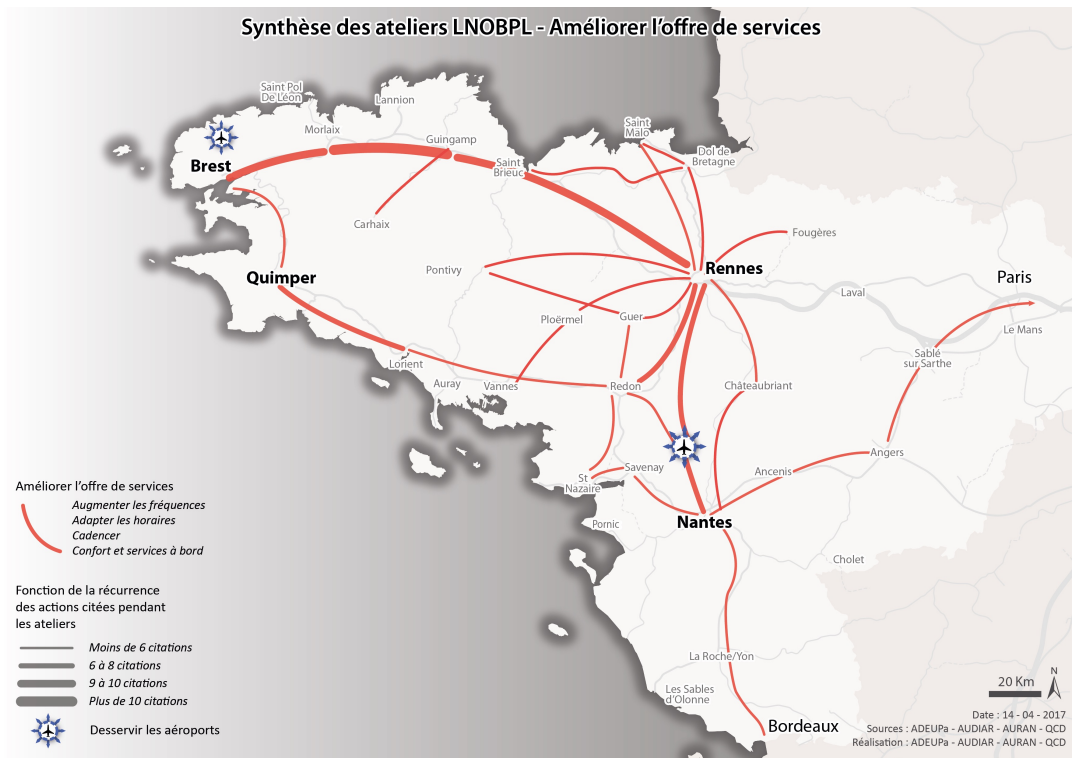 Synthèse des ateliers LNOBPL - Améliorer l'offre de services
Saint Pol
De Léon
Lannion
Morlaix
Guingamp
Saint
Malo
Brest
Saint
Brieuc
Dol de
Bretagne
Carhaix
Fougères
Pontivy
Rennes
Quimper
Paris
Laval
Ploërmel
Guer
Le Mans
Lorient
Sablé
sur Sarthe
Auray
Vannes
Redon
Châteaubriant
Angers
Savenay
Ancenis
St
Nazaire
Pornic
Nantes
Cholet
La Roche/Yon
Les Sables
d'Olonne
Bordeaux
Améliorer l'offre de services
Augmenter les fréquences
Adapter les horaires
Cadencer
Confort et services à bord
Fonction de la récurrence
des actions citées pendant
les ateliers
Moins de 6 citations
6 à 8 citations
9 à 10 citations
Plus de 10 citations
Desservir les aéroports
20 Km
N
Date : 14 - 04 - 2017
Sources : ADEUPa - AUDIAR - AURAN - QCD
Réalisation : ADEUPa - AUDIAR - AURAN - QCD